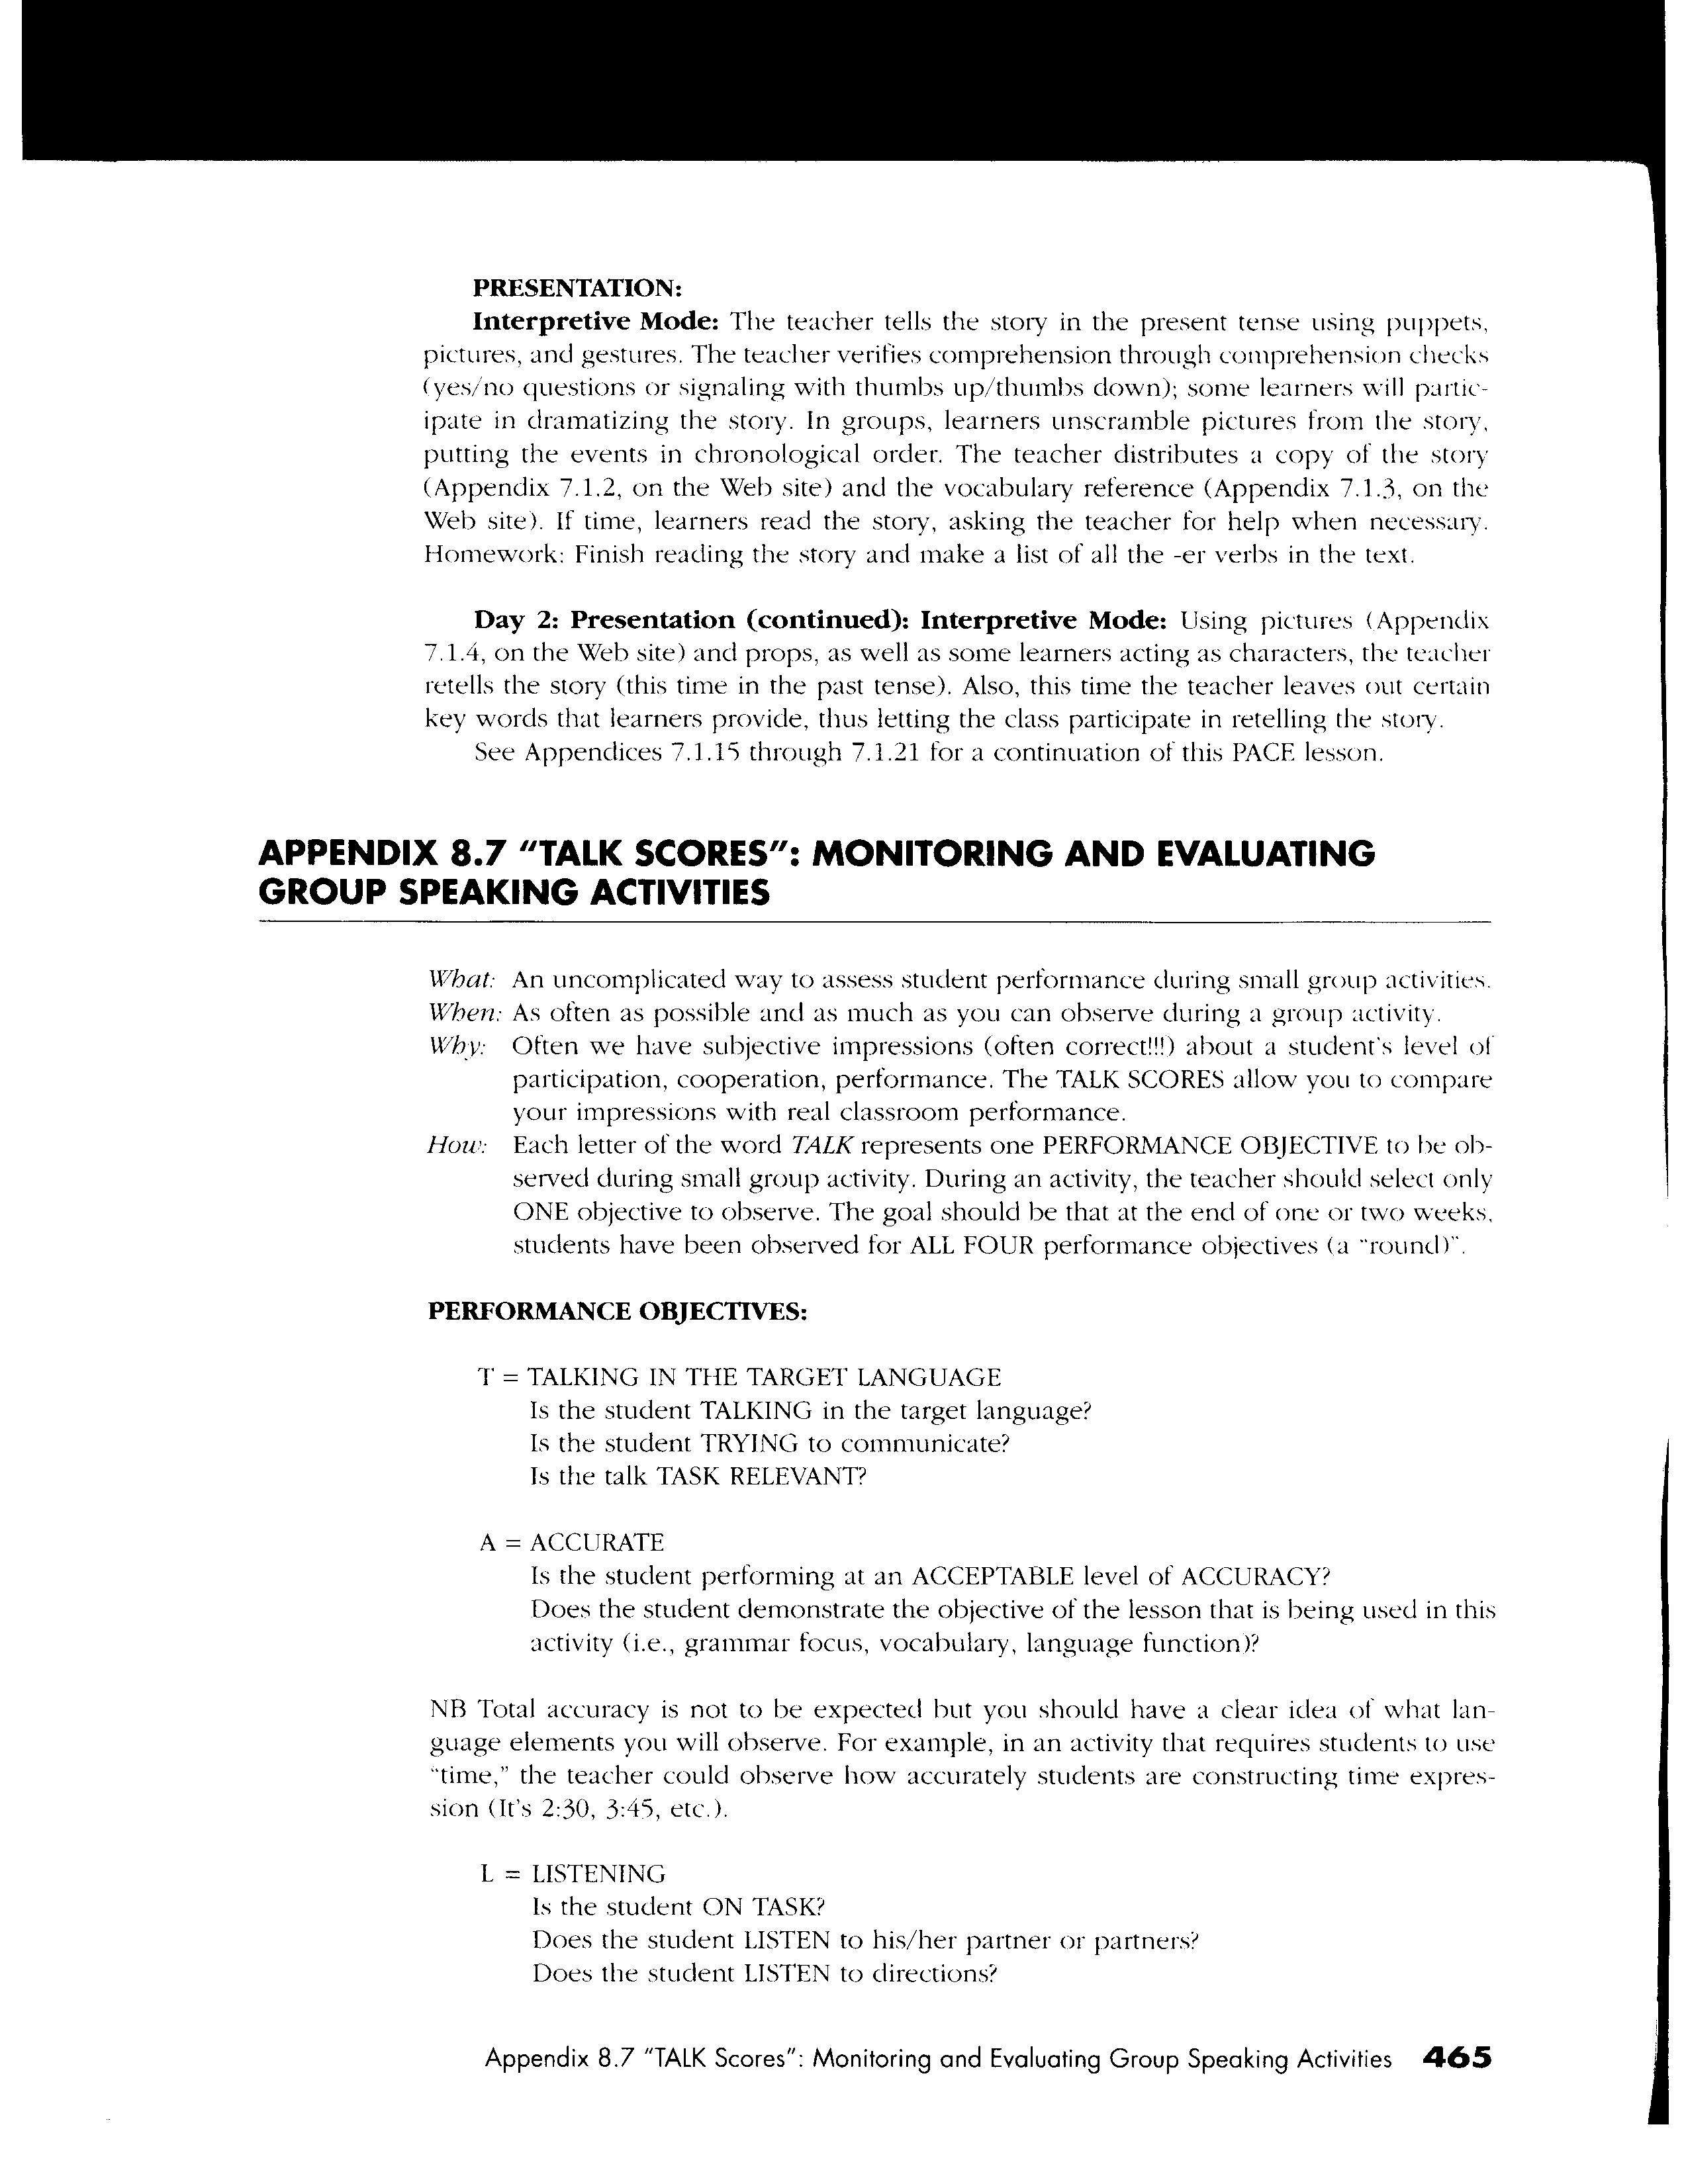 PRESENTATION:
Interpretive Mode: The teacher tells the story in the present tense using puppets,
pictures, and gestures. The teacher verifies comprehension through comprehension checks
(yes/no questions or signaling with thumbs up/thumbs down); some learners will partic-
ipate in dramatizing the story. In groups, learners unscramble pictures from the story,
putting the events in chronological order. The teacher distributes a copy of the story
(Appendix 7.1.2, on the Web site) and the vocabulary reference (Appendix 7.1.3, on the
Web site). If time, learners read the story, asking the teacher for help when necessary.
Homework: Finish reading the story and make a list of all the -er verbs in the text.
Day 2: Presentation (continued): Interpretive Mode: Using pictures (Appendix
7.1.4, on the Web site) and props, as well as some learners acting as characters, the teacher
retells the story (this time in the past tense). Also, this time the teacher leaves out certain
key words that learners provide, thus letting the class participate in retelling the story.
See Appendices 7.1.15 through 7.1.21 for a continuation of this PACE lesson.
APPENDIX 8.7 "TALK SCORES": MONITORING AND EVALUATING
GROUP SPEAKING ACTIVITIES
What: An uncomplicated way to assess student performance during small group activities.
When: As often as possible and as much as you can observe during a group activity.
Why: Often we have subjective impressions (often correct!!!) about a student's level of
participation, cooperation, performance. The TALK SCORES allow you to compare
your impressions with real classroom performance.
How: Each letter of the word TALK represents one PERFORMANCE OBJECTIVE to be ob-
served during small group activity. During an activity, the teacher should select only
ONE objective to observe. The goal should be that at the end of one or two weeks,
students have been observed for ALL FOUR performance objectives (a "round)".
PERFORMANCE OBJECTIVES:
T = TALKING IN THE TARGET LANGUAGE
Is the student TALKING in the target language?
Is the student TRYING to communicate?
Is the talk TASK RELEVANT?
A = ACCURATE
Is the student performing at an ACCEPTABLE level of ACCURACY?
Does the student demonstrate the objective of the lesson that is being used in this
activity (i.e., grammar focus, vocabulary, language function)?
NB Total accuracy is not to be expected but you should have a clear idea of what lan-
guage elements you will observe. For example, in an activity that requires students to use
"time," the teacher could observe how accurately students are constructing time expres-
sion (It's 2:30, 3:45, etc.).
L = LISTENING
Is the student ON TASK?
Does the student LISTEN to his/her partner or partners?
Does the student LISTEN to directions?
Appendix 8.7 "TALK Scores": Monitoring and Evaluating Group Speaking Activities 465